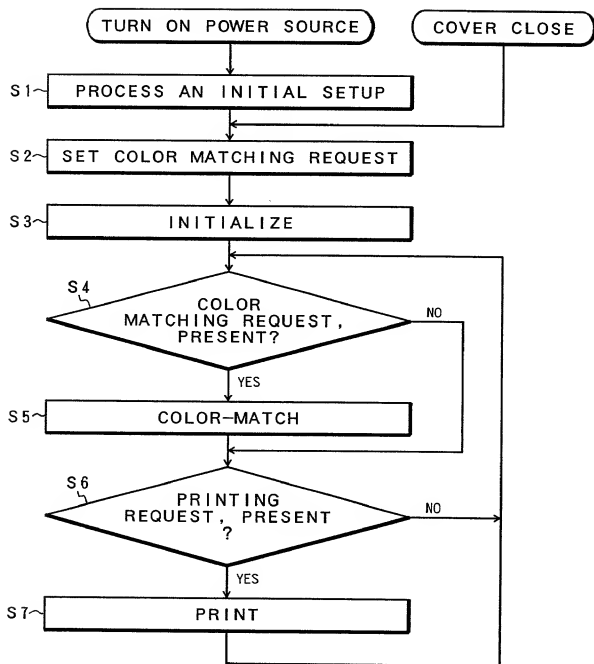 TURN ON POWER SOURCE
COVER CLOSE
S1
PROCESS AN INITIAL SETUP
S2
SET COLOR MATCHING REQUEST
S3
INITIALIZE
S4
COLOR
MATCHING REQUEST,
PRESENT?
NO
YES
S5
COLOR-MATCH
S6
PRINTING
REQUEST, PRESENT
?
NO
YES
S7
PRINT